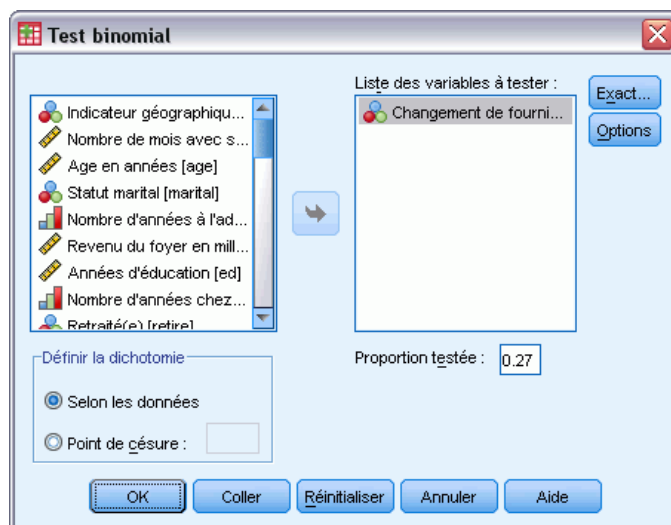 Test binomial
Liste des variables à tester :
Indicateur géographiqu...
Nombre de mois avec s...
Age en années [age]
Statut marital [marital]
Nombre d'années à l'ad...
Revenu du foyer en mill...
Années d'éducation [ed]
Nombre d'années chez...
Retraité(e) [retire]
Changement de fourni...
Exact...
Options
Définir la dichotomie
Selon les données
Point de césure :
Proportion testée : 0.27
OK Coller Réinitialiser Annuler Aide